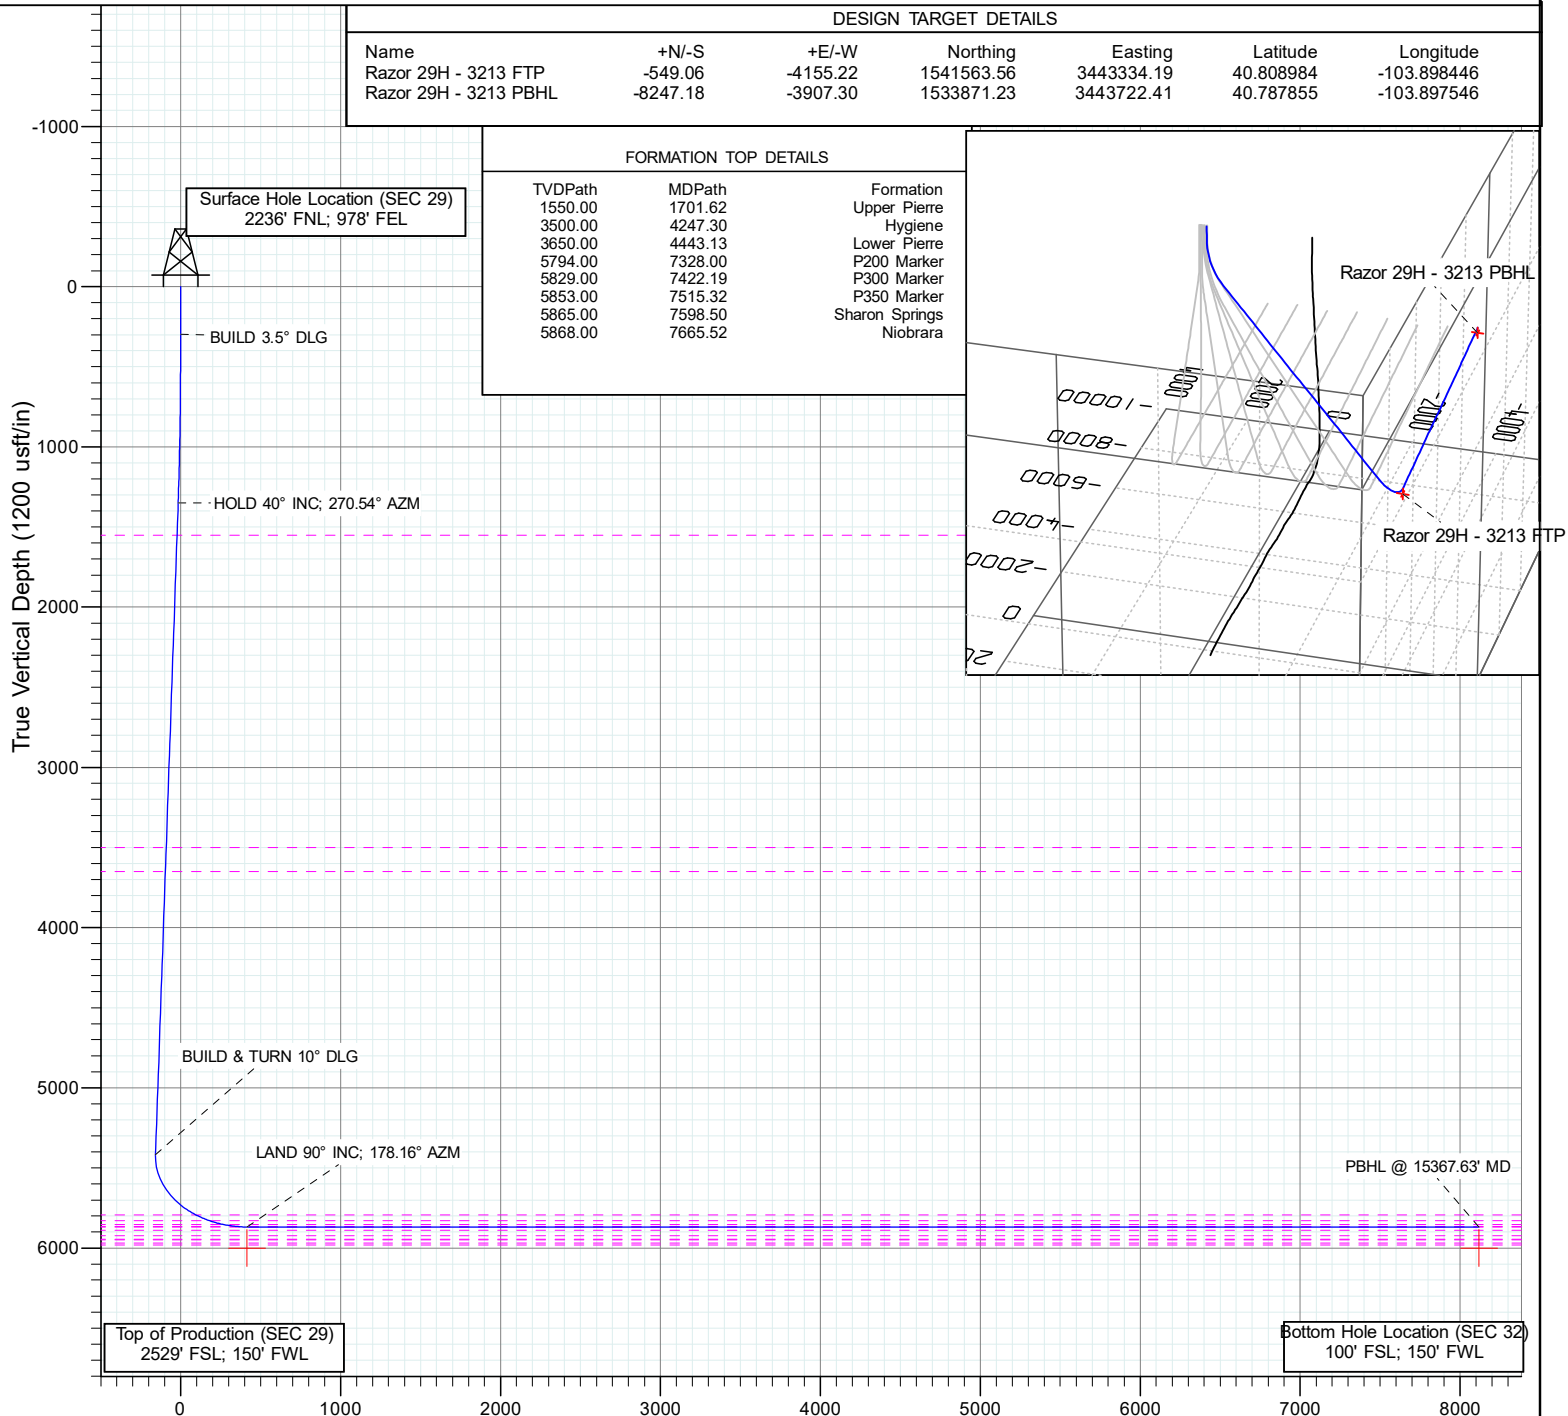 DESIGN TARGET DETAILS
Name +N/-S +E/-W Northing Easting Latitude Longitude
Razor 29H - 3213 FTP -549.06 -4155.22 1541563.56 3443334.19 40.808984 -103.898446
Razor 29H - 3213 PBHL -8247.18 -3907.30 1533871.23 3443722.41 40.787855 -103.897546
FORMATION TOP DETAILS
TVDPath MDPath Formation
1550.00 1701.62 Upper Pierre
3500.00 4247.30 Hygiene
3650.00 4443.13 Lower Pierre
5794.00 7328.00 P200 Marker
5829.00 7422.19 P300 Marker
5853.00 7515.32 P350 Marker
5865.00 7598.50 Sharon Springs
5868.00 7665.52 Niobrara
Surface Hole Location (SEC 29)
2236' FNL; 978' FEL
BUILD 3.5° DLG
HOLD 40° INC; 270.54° AZM
BUILD & TURN 10° DLG
LAND 90° INC; 178.16° AZM
PBHL @ 15367.63' MD
Razor 29H - 3213 PBHL
Razor 29H - 3213 FTP
-10000
-8000
-6000
-4000
-2000
0
4000
2000
0
-2000
-4000
True Vertical Depth (1200 usft/in)
-1000
0
1000
2000
3000
4000
5000
6000
Top of Production (SEC 29)
2529' FSL; 150' FWL
Bottom Hole Location (SEC 32)
100' FSL; 150' FWL
0 1000 2000 3000 4000 5000 6000 7000 8000